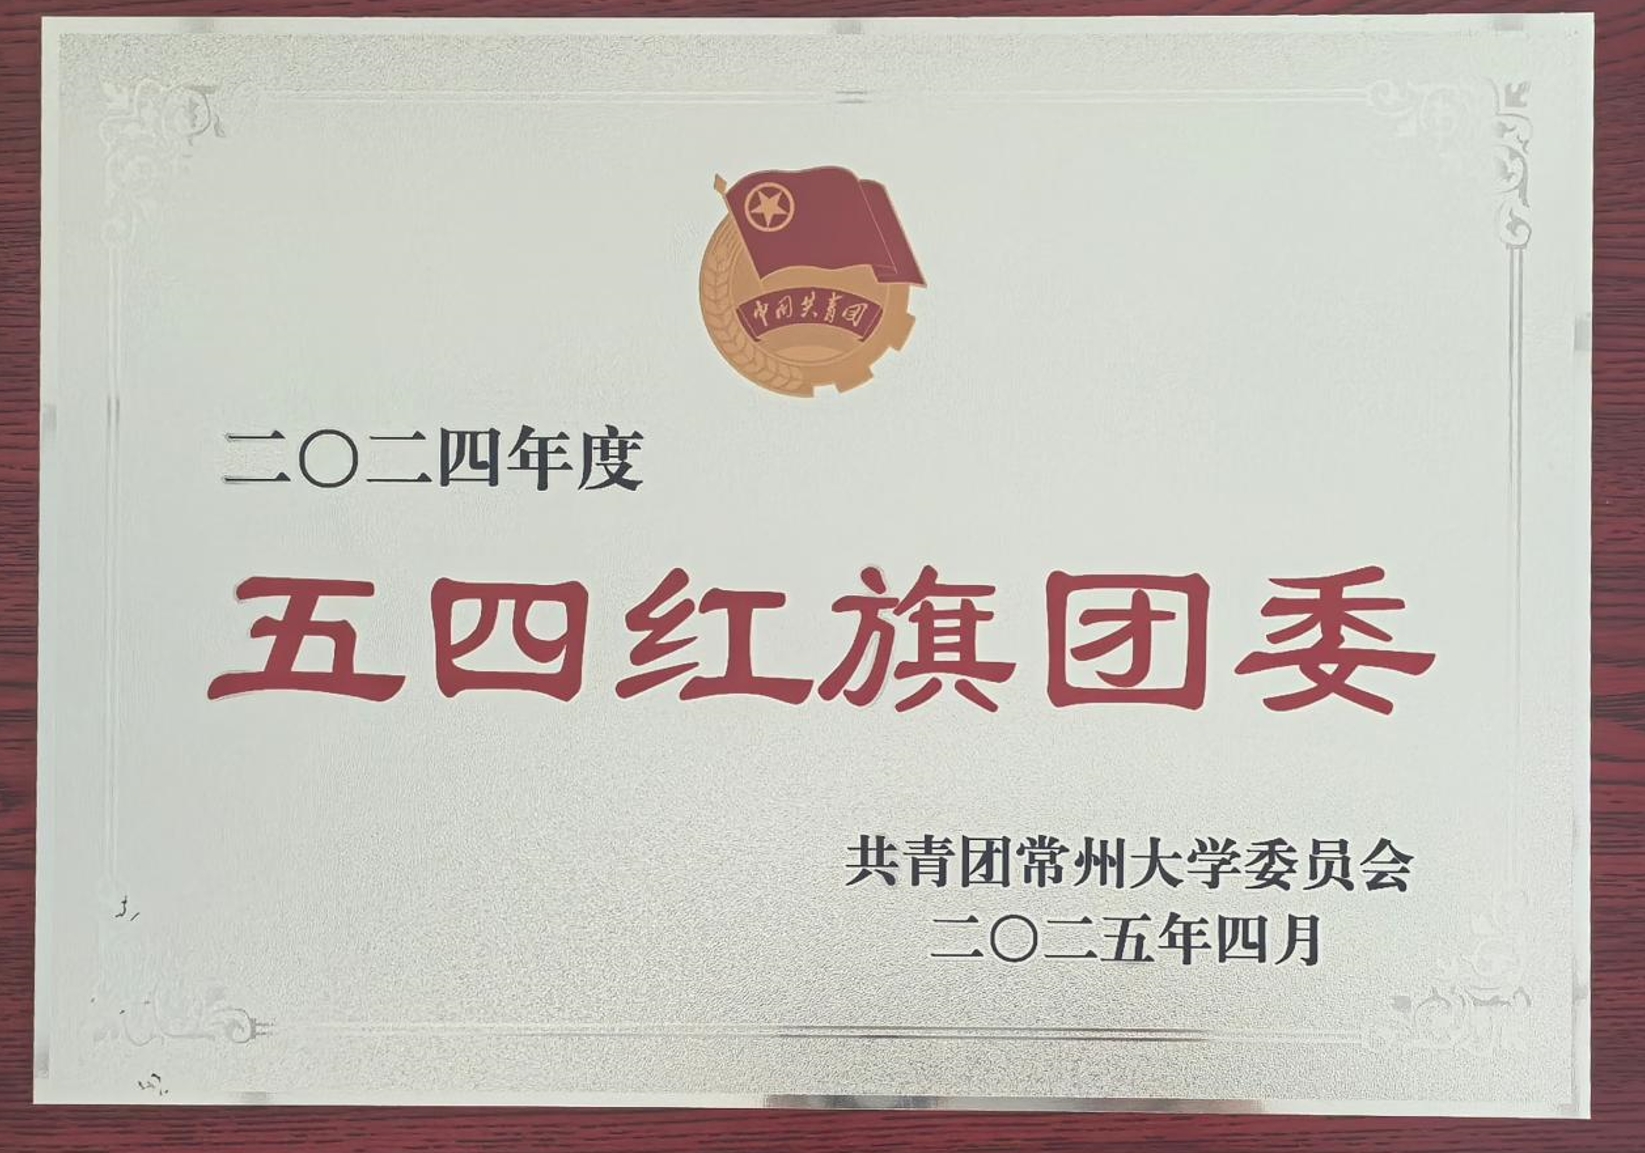 中国共青团
二〇二四年度
五四红旗团委
共青团常州大学委员会
二〇二五年四月